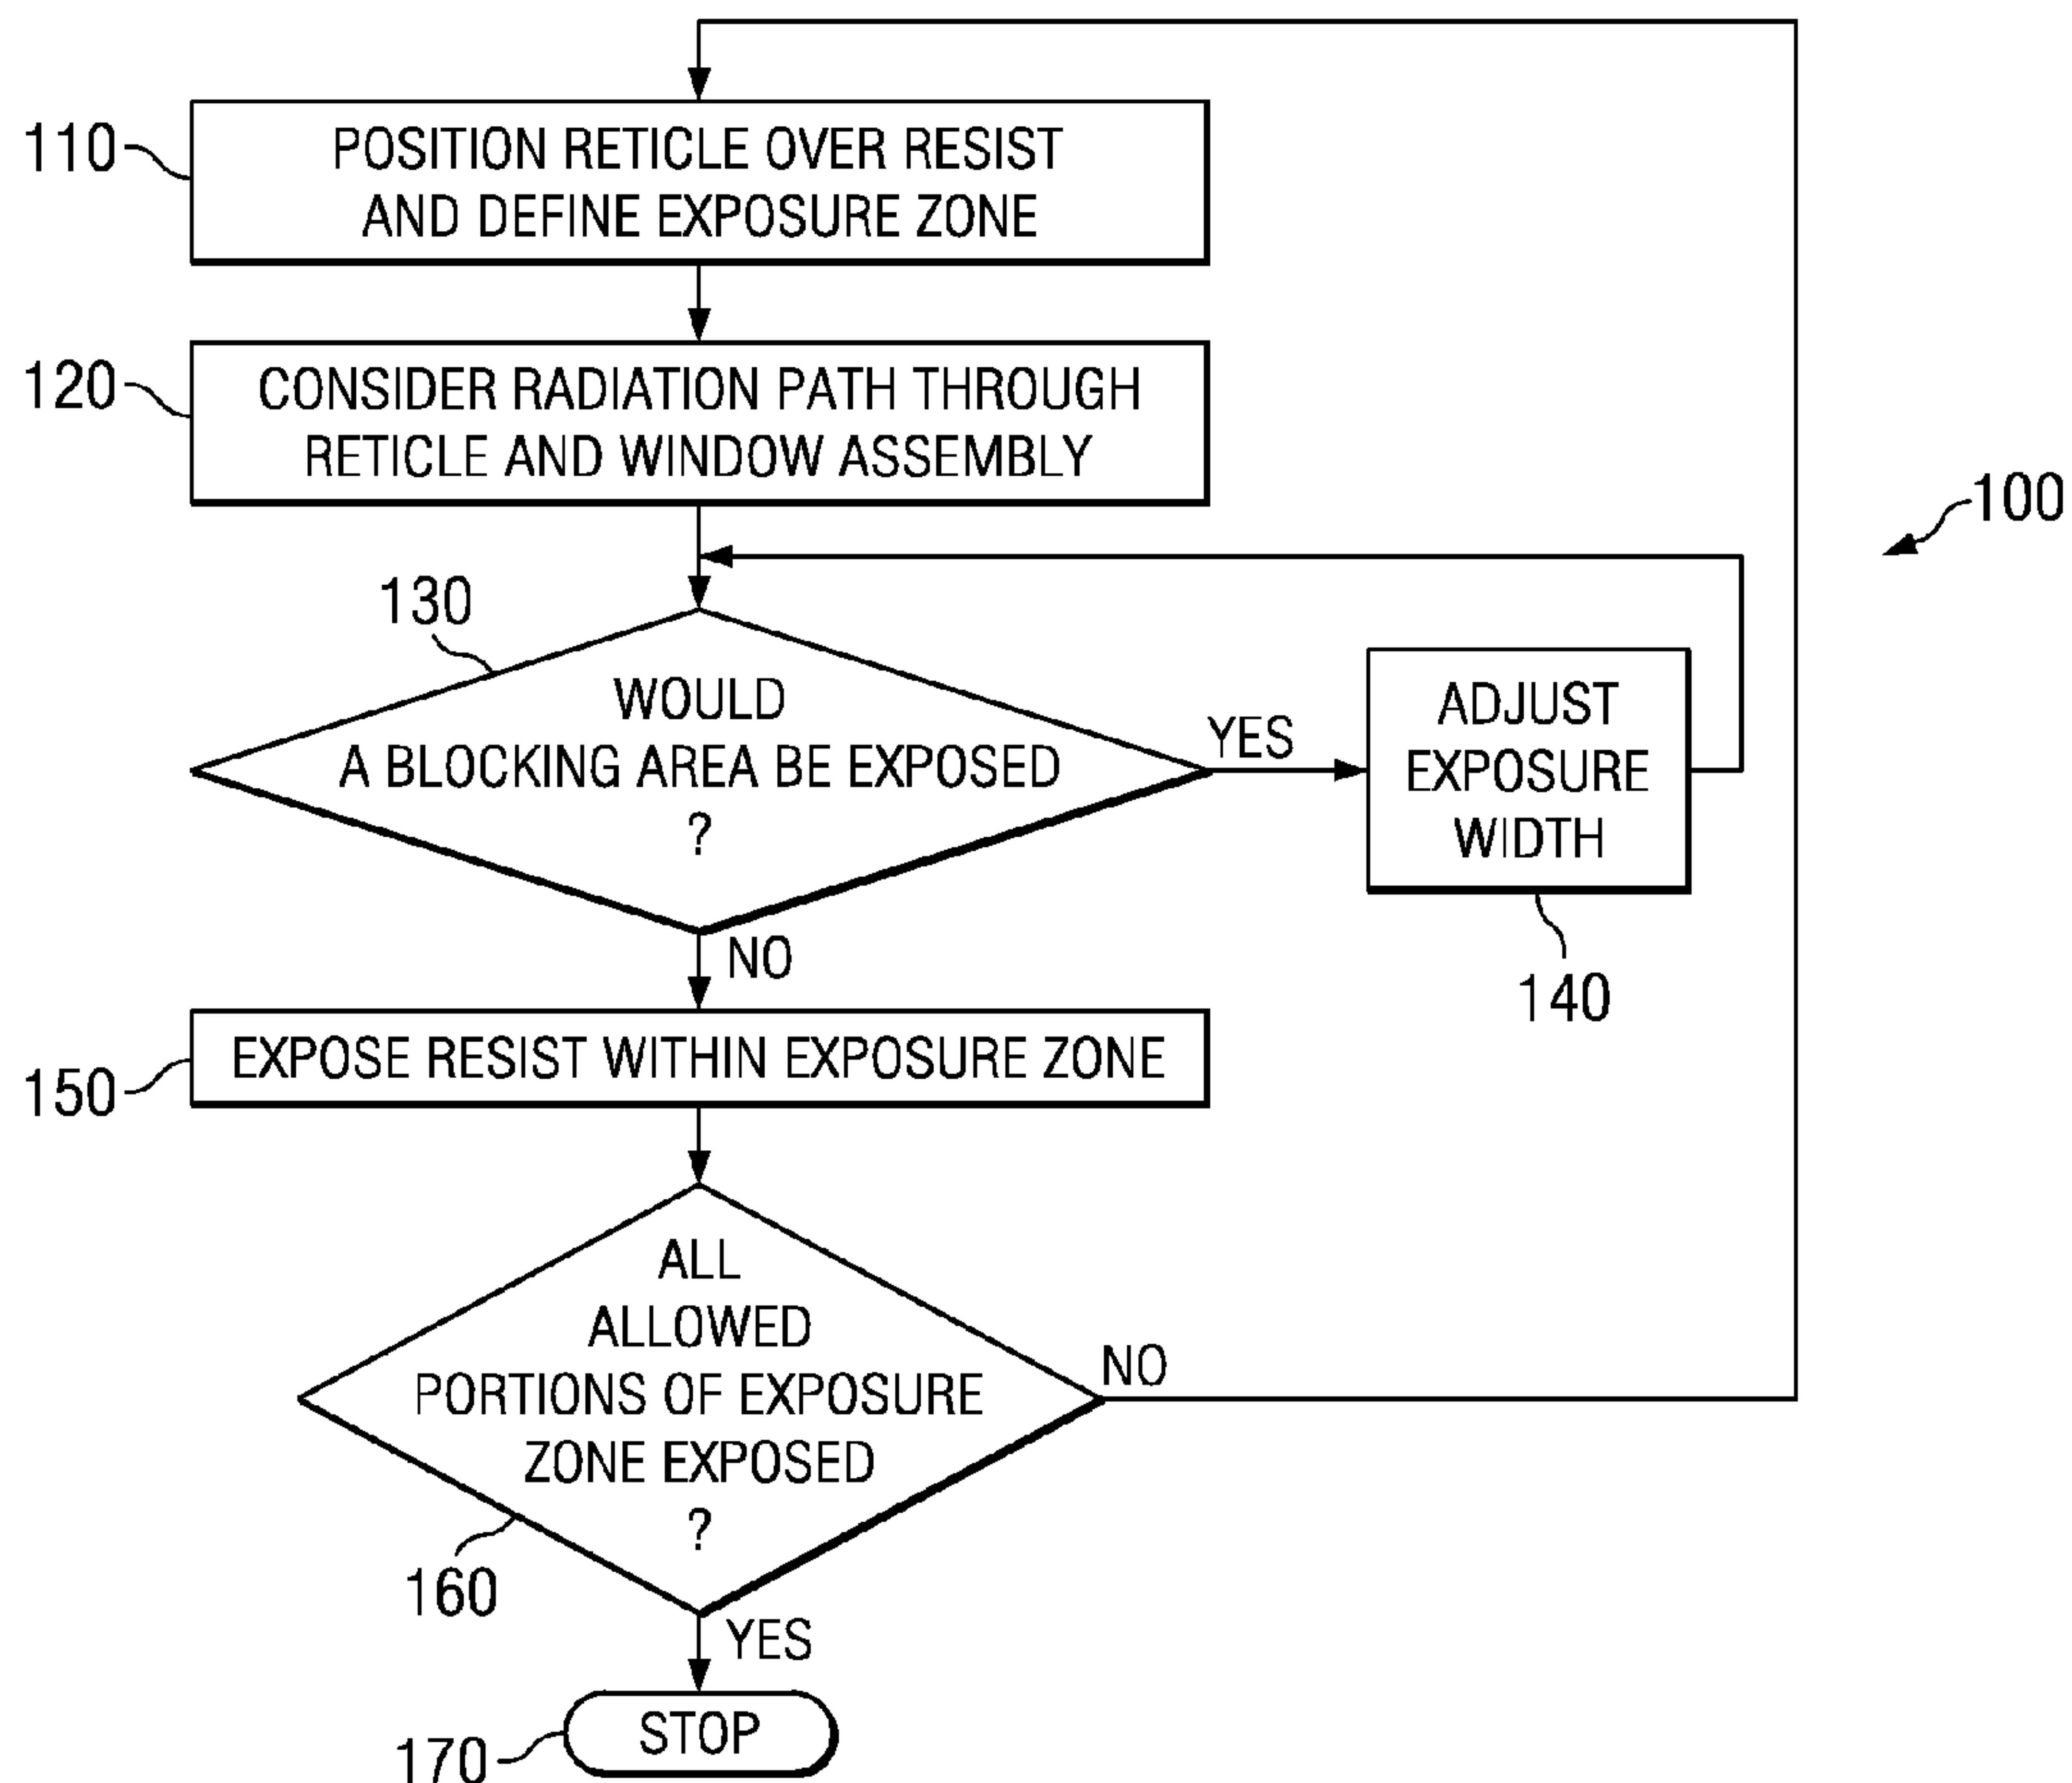 110
POSITION RETICLE OVER RESIST
AND DEFINE EXPOSURE ZONE
120
CONSIDER RADIATION PATH THROUGH
RETICLE AND WINDOW ASSEMBLY
100
130
WOULD
A BLOCKING AREA BE EXPOSED
?
YES
ADJUST
EXPOSURE
WIDTH
140
NO
150
EXPOSE RESIST WITHIN EXPOSURE ZONE
ALL
ALLOWED
PORTIONS OF EXPOSURE
ZONE EXPOSED
?
NO
160
YES
STOP
170